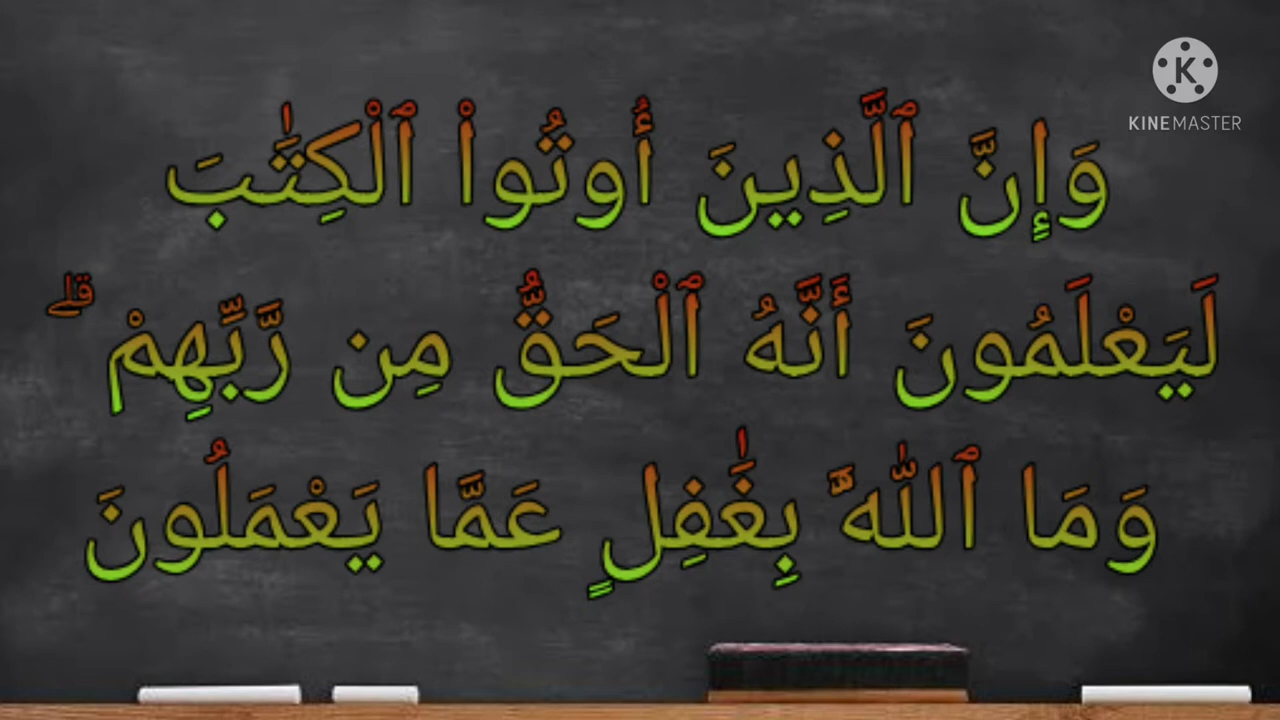 KINEMASTER
وَإِنَّ ٱلَّذِينَ أُوتُواْ ٱلْكِتَٰبَ
لَيَعْلَمُونَ أَنَّهُ ٱلْحَقُّ مِن رَّبِّهِمْ ۗ
وَمَا ٱللَّهُ بِغَٰفِلٍ عَمَّا يَعْمَلُونَ